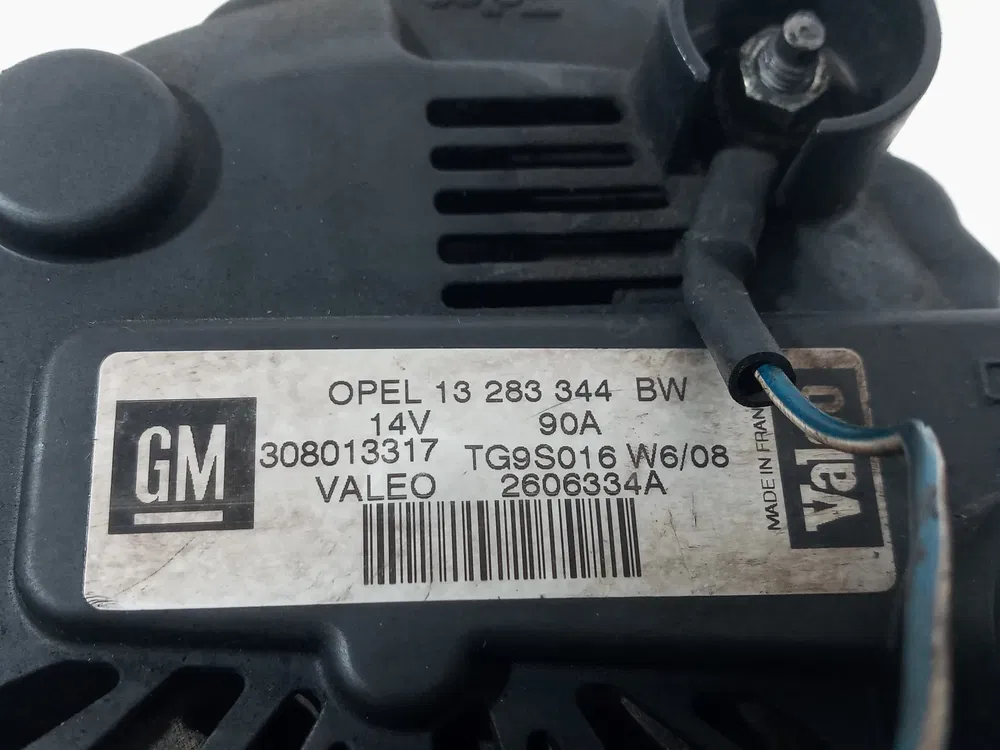 OPEL 13 283 344 BW
14V 90A
308013317 TG9S016 W6/08
VALEO 2606334A
GM
MADE IN FRAN
Valeo